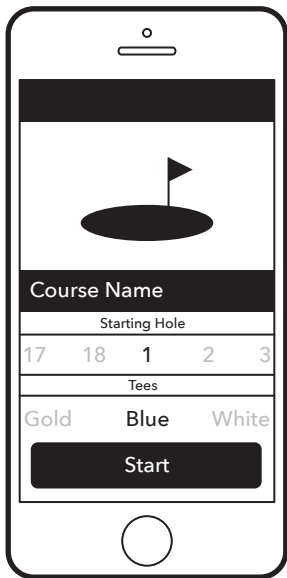 Course Name
Starting Hole
17 18 1 2 3
Tees
Gold Blue White
Start